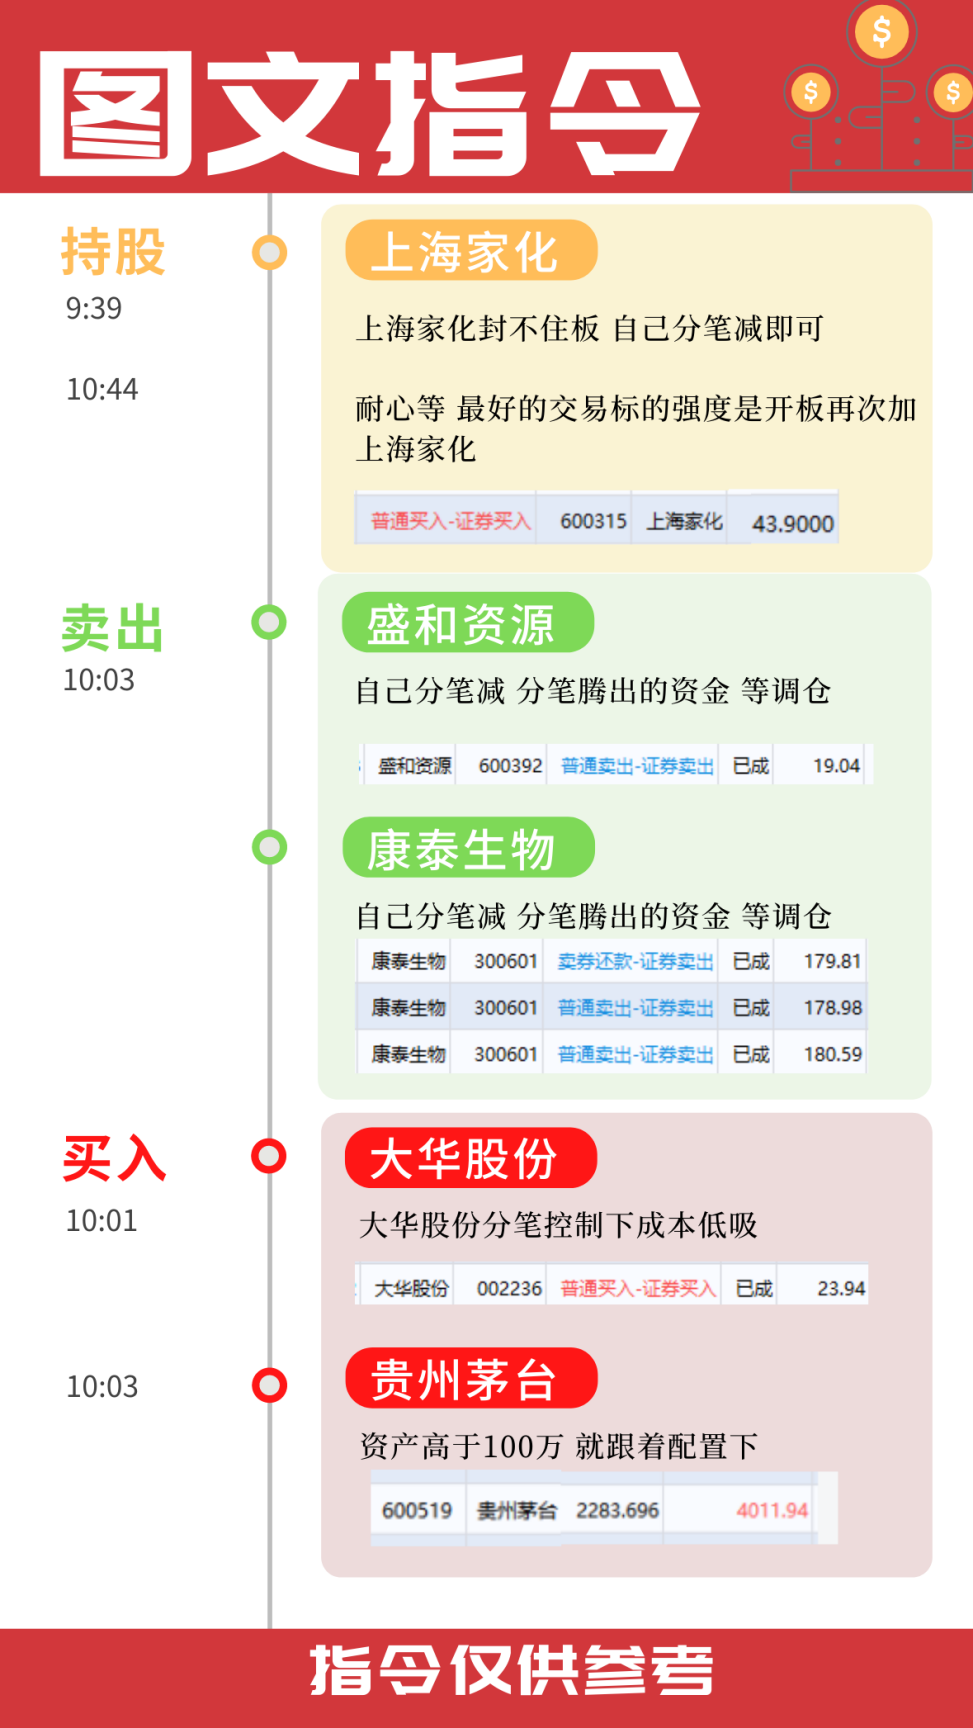 图文指令
持股
上海家化
9:39
上海家化封不住板 自己分笔减即可
10:44
耐心等 最好的交易标的强度是开板再次加
上海家化
普通买入-证券买入 600315 上海家化 43.9000
卖出
盛和资源
10:03
自己分笔减 分笔腾出的资金 等调仓
盛和资源 600392 普通卖出-证券卖出 已成 19.04
康泰生物
自己分笔减 分笔腾出的资金 等调仓
康泰生物 300601 卖券还款-证券卖出 已成 179.81
康泰生物 300601 普通卖出-证券卖出 已成 178.98
康泰生物 300601 普通卖出-证券卖出 已成 180.59
买入
大华股份
10:01
大华股份分笔控制下成本低吸
大华股份 002236 普通买入-证券买入 已成 23.94
贵州茅台
10:03
资产高于100万 就跟着配置下
600519 贵州茅台 2283.696 4011.94
指令仅供参考